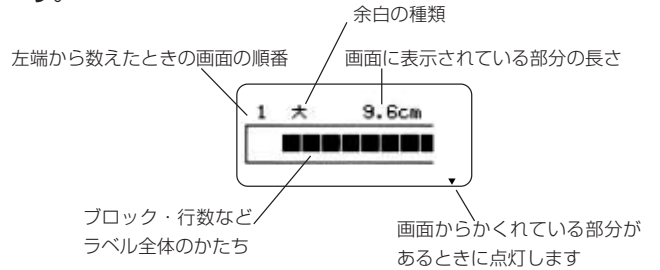 す。
余白の種類
左端から数えたときの画面の順番
画面に表示されている部分の長さ
1 大 9.6cm
ブロック・行数など
ラベル全体のかたち
画面からかくれている部分が
あるときに点灯します